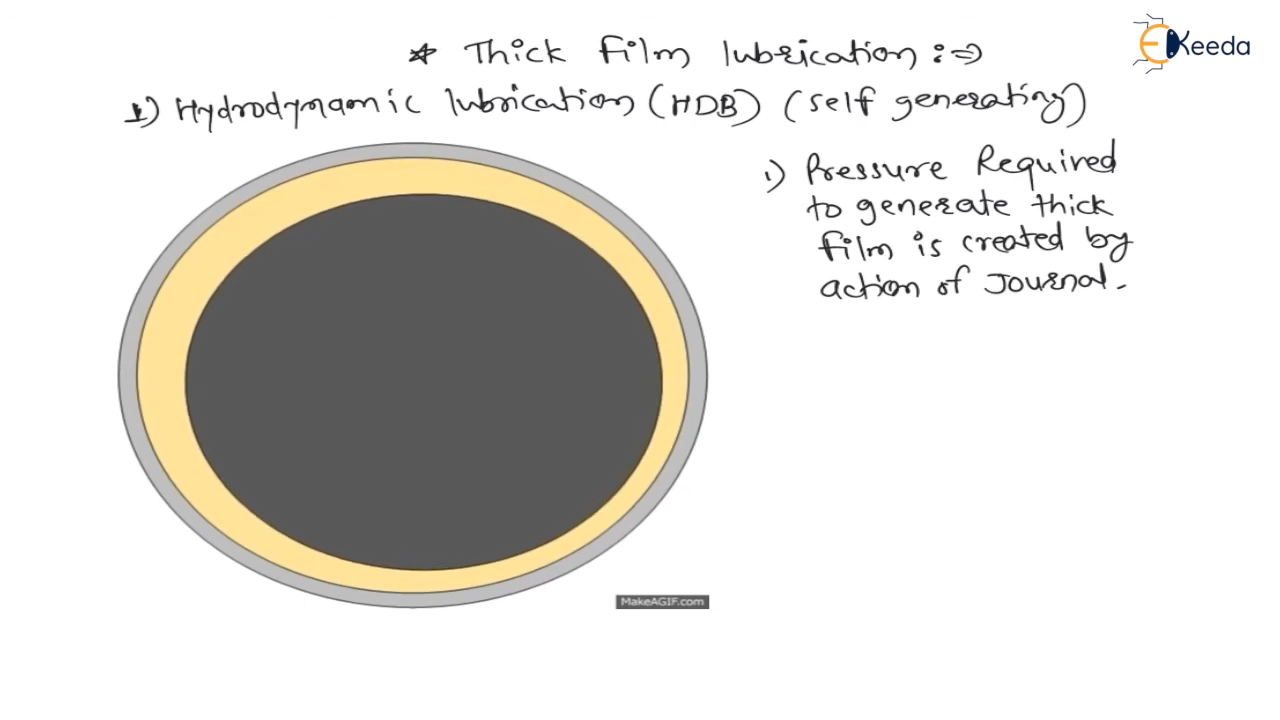 * Thick film lubrication :⇒
EKeeda
1) Hydrodynamic lubrication (HDB) (self generating)
1) Pressure Required
to generate thick
film is created by
action of Journal.
MakeAGIF.com